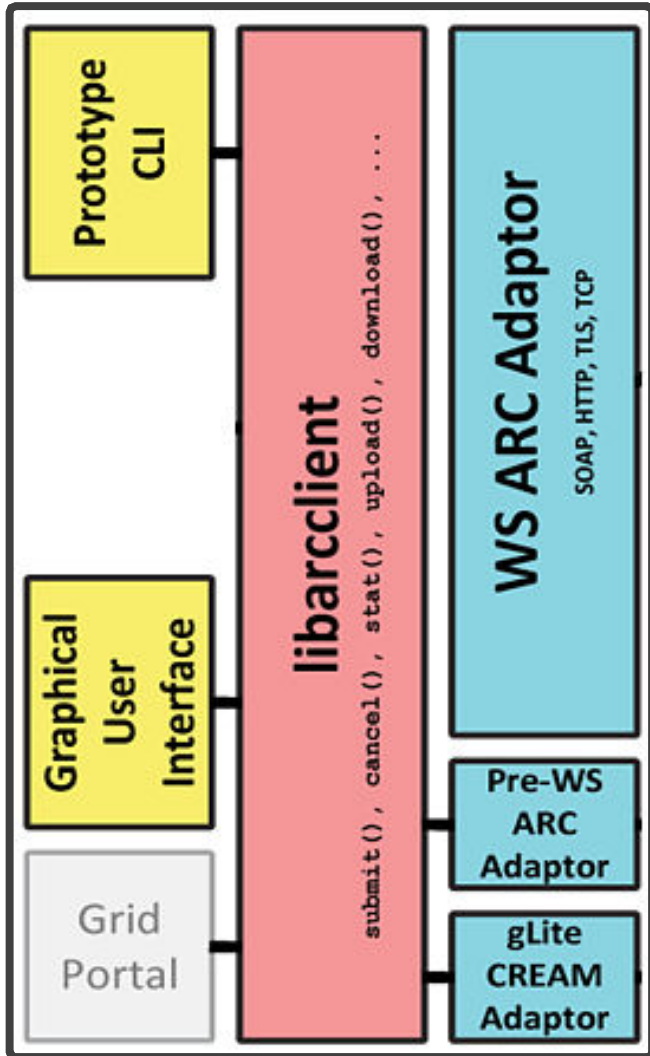 Prototype
CLI
Graphical
User
Interface
Grid
Portal
libarcclient
submit(), cancel(), stat(), upload(), download(), ...
WS ARC Adaptor
SOAP, HTTP, TLS, TCP
Pre-WS
ARC
Adaptor
gLite
CREAM
Adaptor